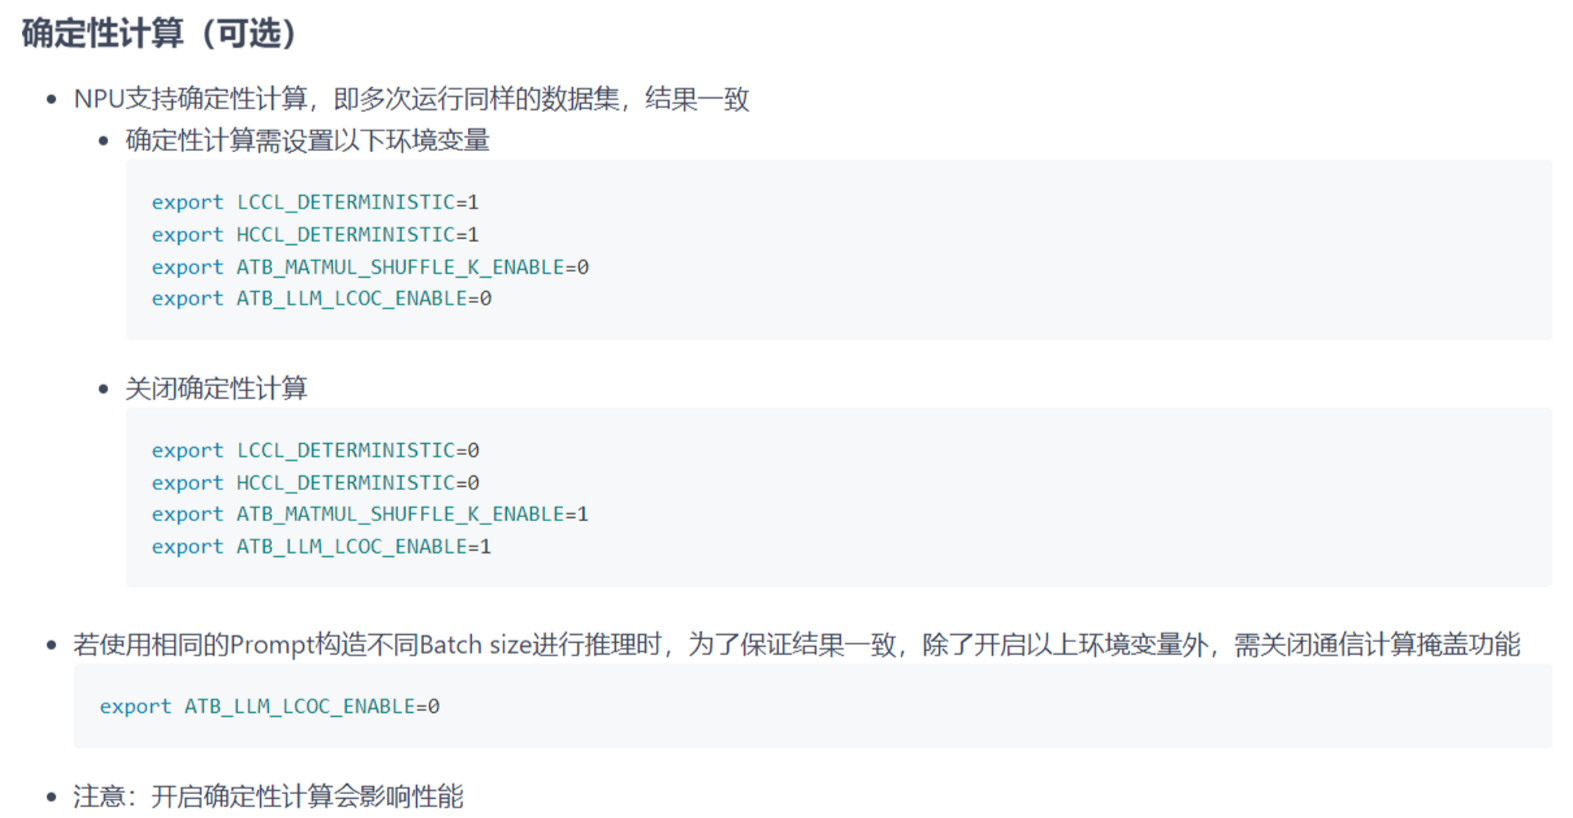 确定性计算（可选）
NPU支持确定性计算，即多次运行同样的数据集，结果一致
确定性计算需设置以下环境变量
export LCCL_DETERMINISTIC=1
export HCCL_DETERMINISTIC=1
export ATB_MATMUL_SHUFFLE_K_ENABLE=0
export ATB_LLM_LCOC_ENABLE=0
关闭确定性计算
export LCCL_DETERMINISTIC=0
export HCCL_DETERMINISTIC=0
export ATB_MATMUL_SHUFFLE_K_ENABLE=1
export ATB_LLM_LCOC_ENABLE=1
若使用相同的Prompt构造不同Batch size进行推理时，为了保证结果一致，除了开启以上环境变量外，需关闭通信计算掩盖功能
export ATB_LLM_LCOC_ENABLE=0
注意：开启确定性计算会影响性能